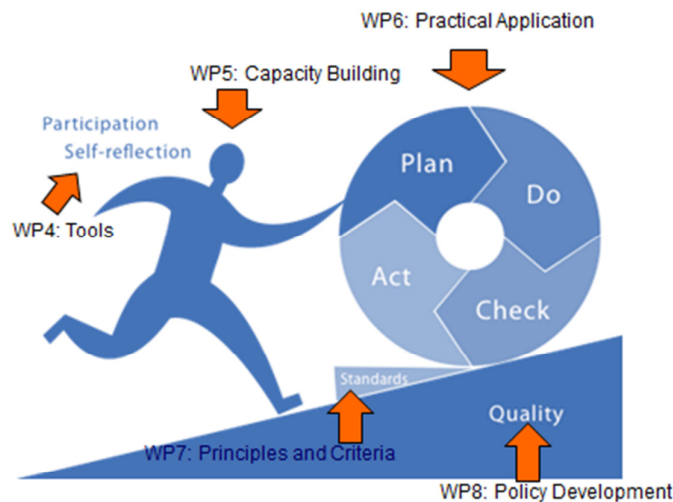 WP6: Practical Application
WP5: Capacity Building
Participation
Self-reflection
WP4: Tools
Plan
Do
Act
Check
Standards
Quality
WP7: Principles and Criteria
WP8: Policy Development